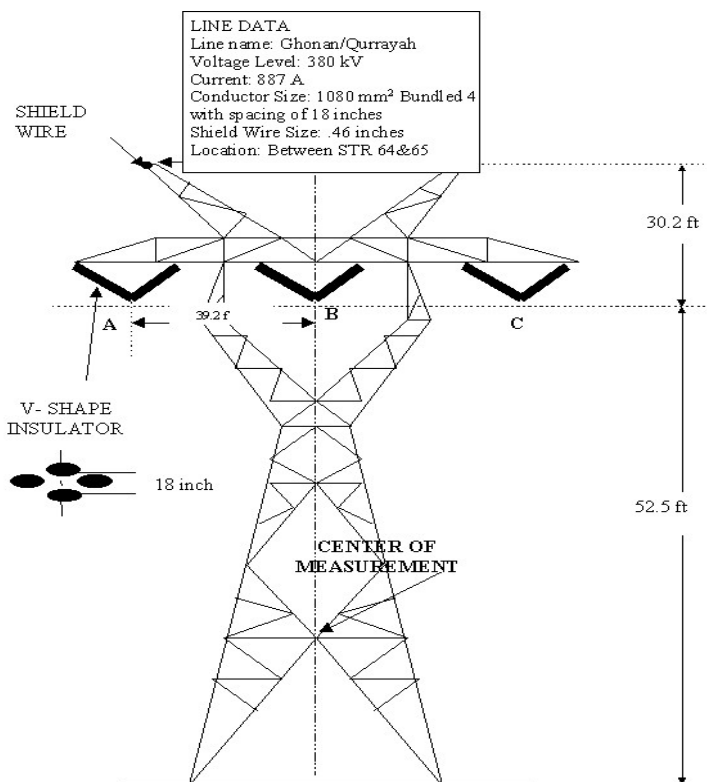 LINE DATA
Line name: Ghonan/Qurrayah
Voltage Level: 380 kV
Current: 887 A
Conductor Size: 1080 mm² Bundled 4
with spacing of 18 inches
Shield Wire Size: .46 inches
Location: Between STR 64&65
SHIELD
WIRE
30.2 ft
A
39.2 f
B
C
V- SHAPE
INSULATOR
18 inch
52.5 ft
CENTER OF
MEASUREMENT